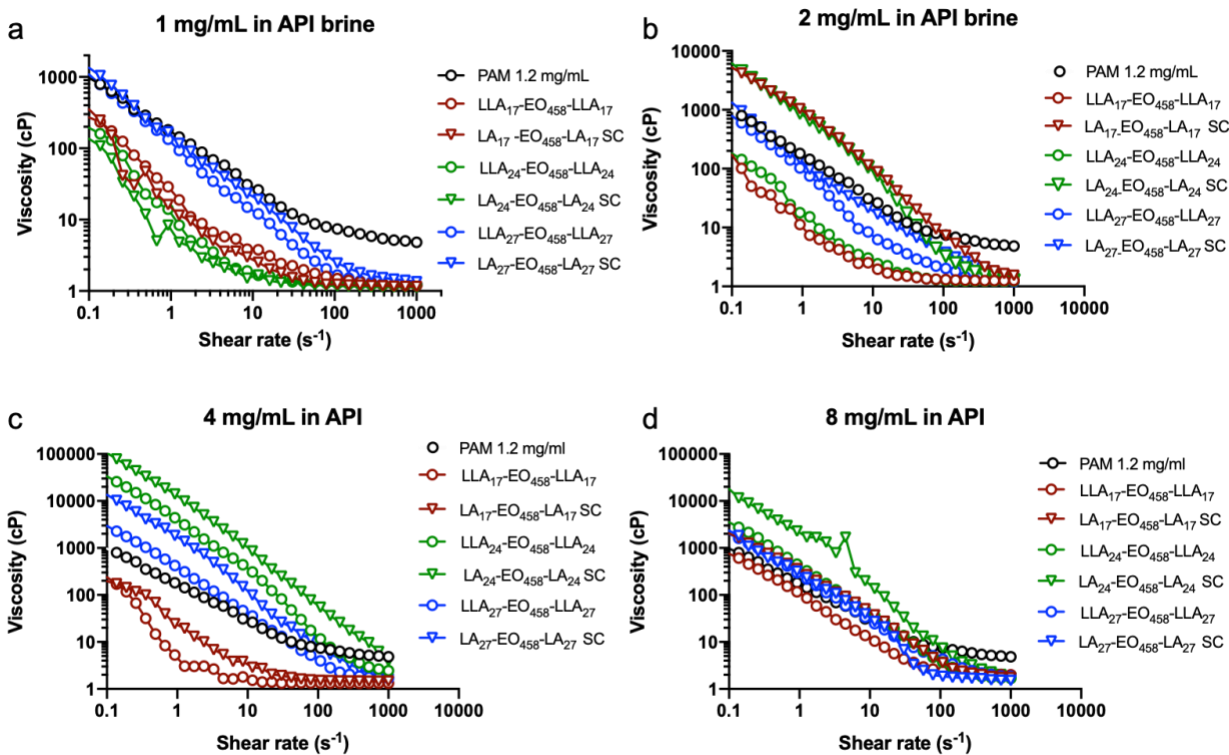 a
1 mg/mL in API brine
Viscosity (cP)
1000
100
10
1
0.1 1 10 100 1000
Shear rate (s⁻¹)
PAM 1.2 mg/mL
LLA₁₇-EO₄₅₈-LLA₁₇
LA₁₇-EO₄₅₈-LA₁₇ SC
LLA₂₄-EO₄₅₈-LLA₂₄
LA₂₄-EO₄₅₈-LA₂₄ SC
LLA₂₇-EO₄₅₈-LLA₂₇
LA₂₇-EO₄₅₈-LA₂₇ SC
b
2 mg/mL in API brine
Viscosity (cP)
10000
1000
100
10
1
0.1 1 10 100 1000 10000
Shear rate (s⁻¹)
PAM 1.2 mg/mL
LLA₁₇-EO₄₅₈-LLA₁₇
LA₁₇-EO₄₅₈-LA₁₇ SC
LLA₂₄-EO₄₅₈-LLA₂₄
LA₂₄-EO₄₅₈-LA₂₄ SC
LLA₂₇-EO₄₅₈-LLA₂₇
LA₂₇-EO₄₅₈-LA₂₇ SC
c
4 mg/mL in API
Viscosity (cP)
100000
10000
1000
100
10
1
0.1 1 10 100 1000 10000
Shear rate (s⁻¹)
PAM 1.2 mg/ml
LLA₁₇-EO₄₅₈-LLA₁₇
LA₁₇-EO₄₅₈-LA₁₇ SC
LLA₂₄-EO₄₅₈-LLA₂₄
LA₂₄-EO₄₅₈-LA₂₄ SC
LLA₂₇-EO₄₅₈-LLA₂₇
LA₂₇-EO₄₅₈-LA₂₇ SC
d
8 mg/mL in API
Viscosity (cP)
100000
10000
1000
100
10
1
0.1 1 10 100 1000 10000
Shear rate (s⁻¹)
PAM 1.2 mg/ml
LLA₁₇-EO₄₅₈-LLA₁₇
LA₁₇-EO₄₅₈-LA₁₇ SC
LLA₂₄-EO₄₅₈-LLA₂₄
LA₂₄-EO₄₅₈-LA₂₄ SC
LLA₂₇-EO₄₅₈-LLA₂₇
LA₂₇-EO₄₅₈-LA₂₇ SC